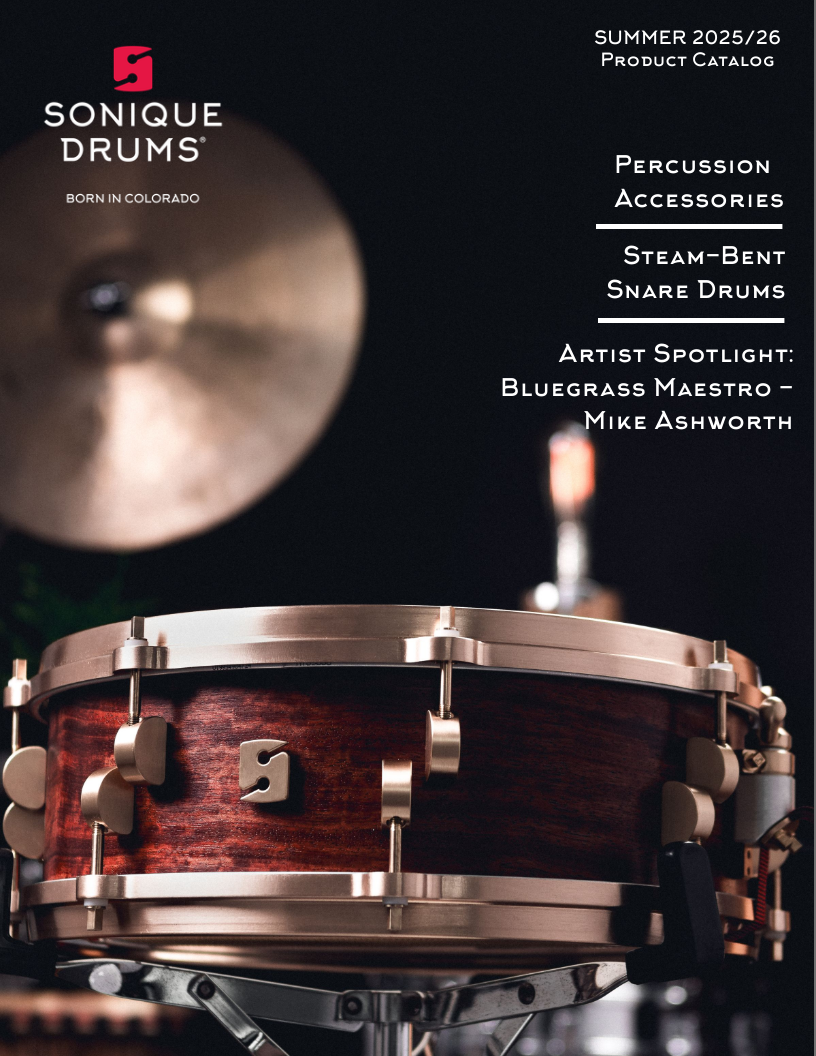 SONIQUE
DRUMS®
BORN IN COLORADO
SUMMER 2025/26
Product Catalog
Percussion
Accessories
Steam-Bent
Snare Drums
Artist Spotlight:
Bluegrass Maestro -
Mike Ashworth